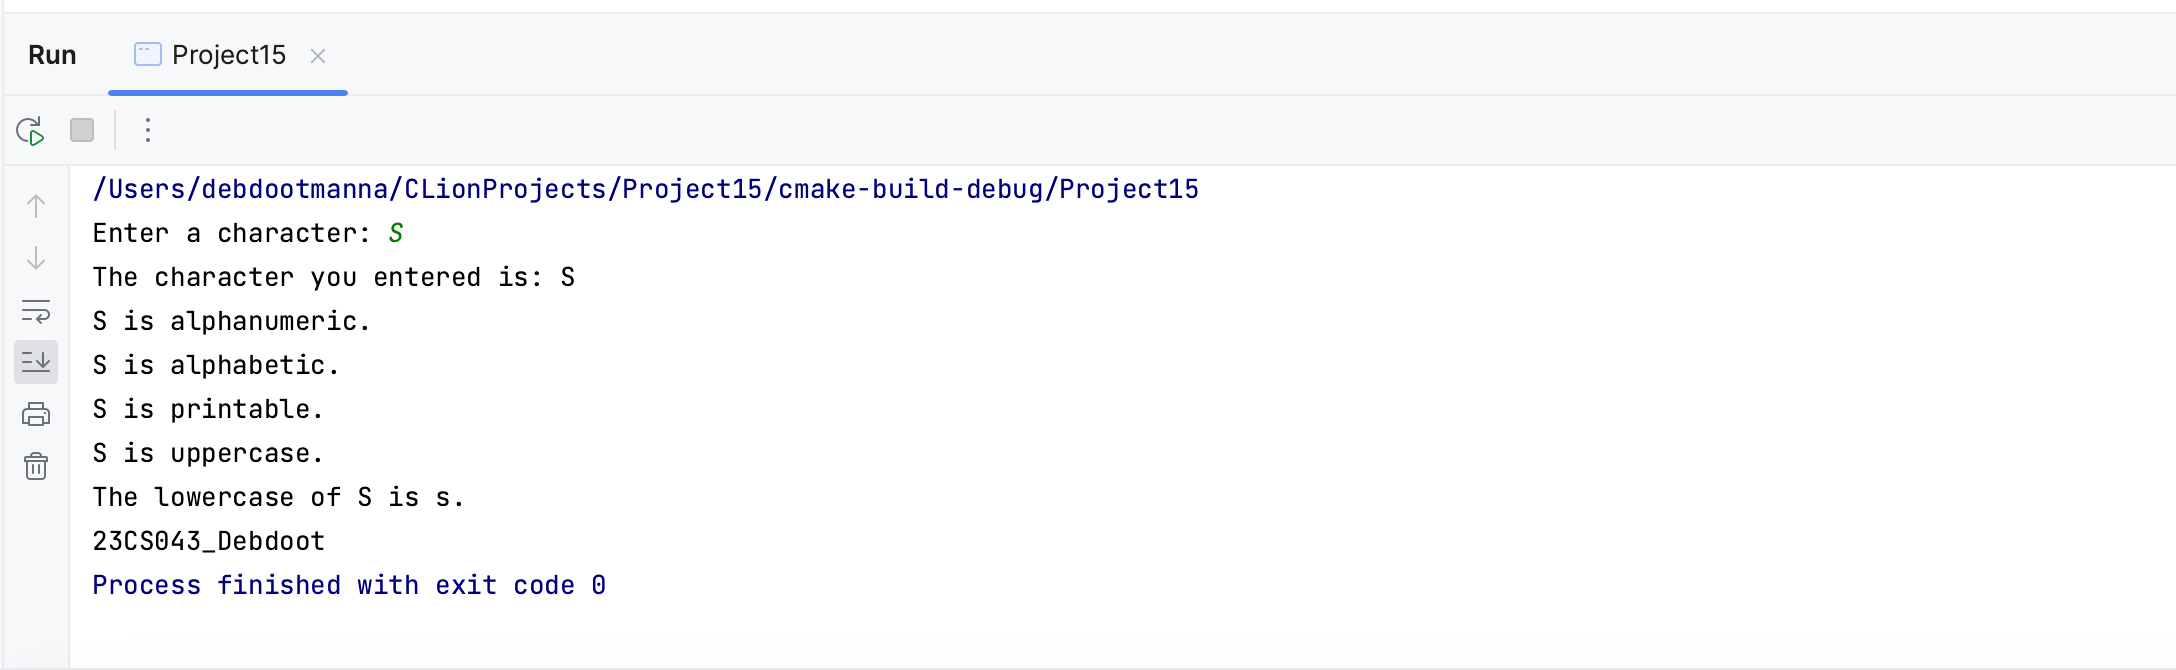 Run Project15
/Users/debdootmanna/CLionProjects/Project15/cmake-build-debug/Project15
Enter a character: S
The character you entered is: S
S is alphanumeric.
S is alphabetic.
S is printable.
S is uppercase.
The lowercase of S is s.
23CS043_Debdoot
Process finished with exit code 0